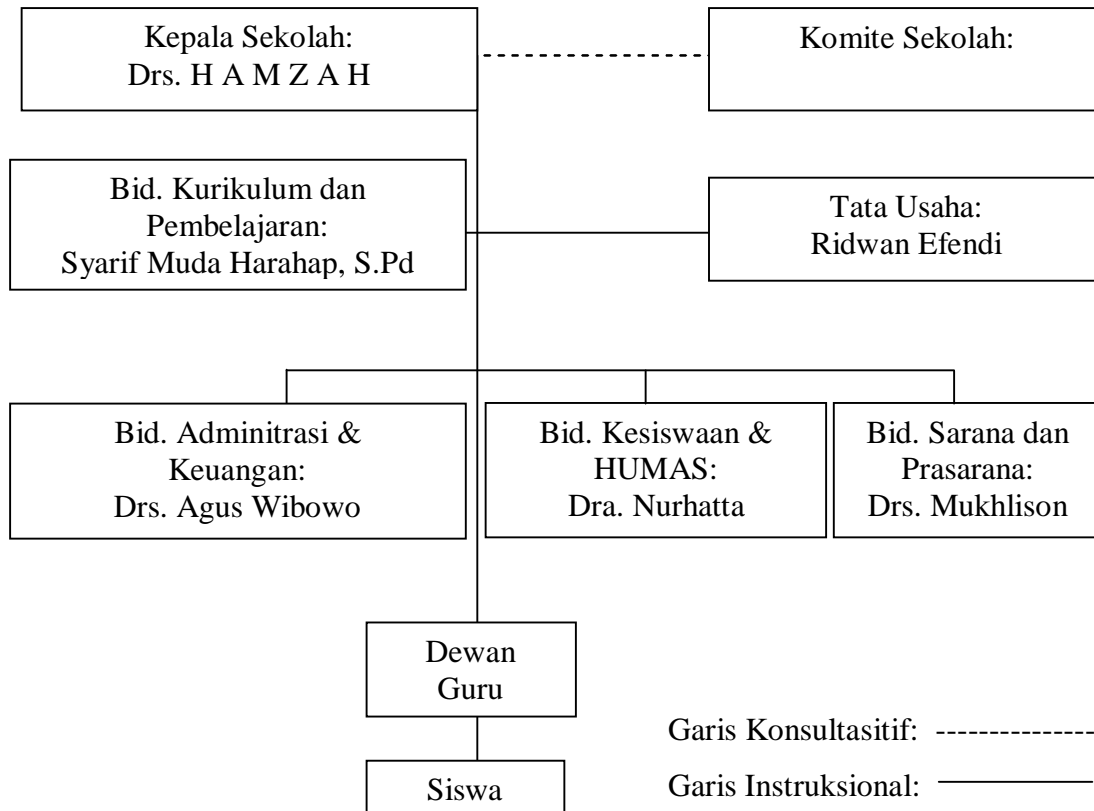 Kepala Sekolah:
Drs. H A M Z A H
Komite Sekolah:
Bid. Kurikulum dan
Pembelajaran:
Syarif Muda Harahap, S.Pd
Tata Usaha:
Ridwan Efendi
Bid. Adminitrasi &
Keuangan:
Drs. Agus Wibowo
Bid. Kesiswaan &
HUMAS:
Dra. Nurhatta
Bid. Sarana dan
Prasarana:
Drs. Mukhlison
Dewan
Guru
Siswa
Garis Konsultasitif:
Garis Instruksional: